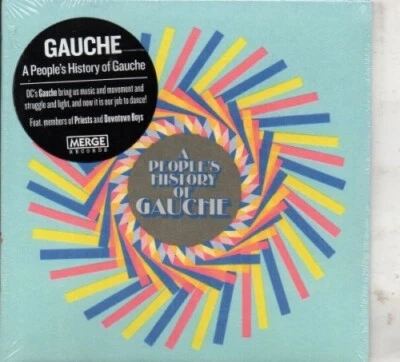 GAUCHE
A People's History of Gauche
DC's Gauche bring us music and movement and
struggle and light, and now it is our job to dance!
Feat. members of Priests and Downtown Boys
MERGE
RECORDS
A
PEOPLE'S
HISTORY
OF
GAUCHE